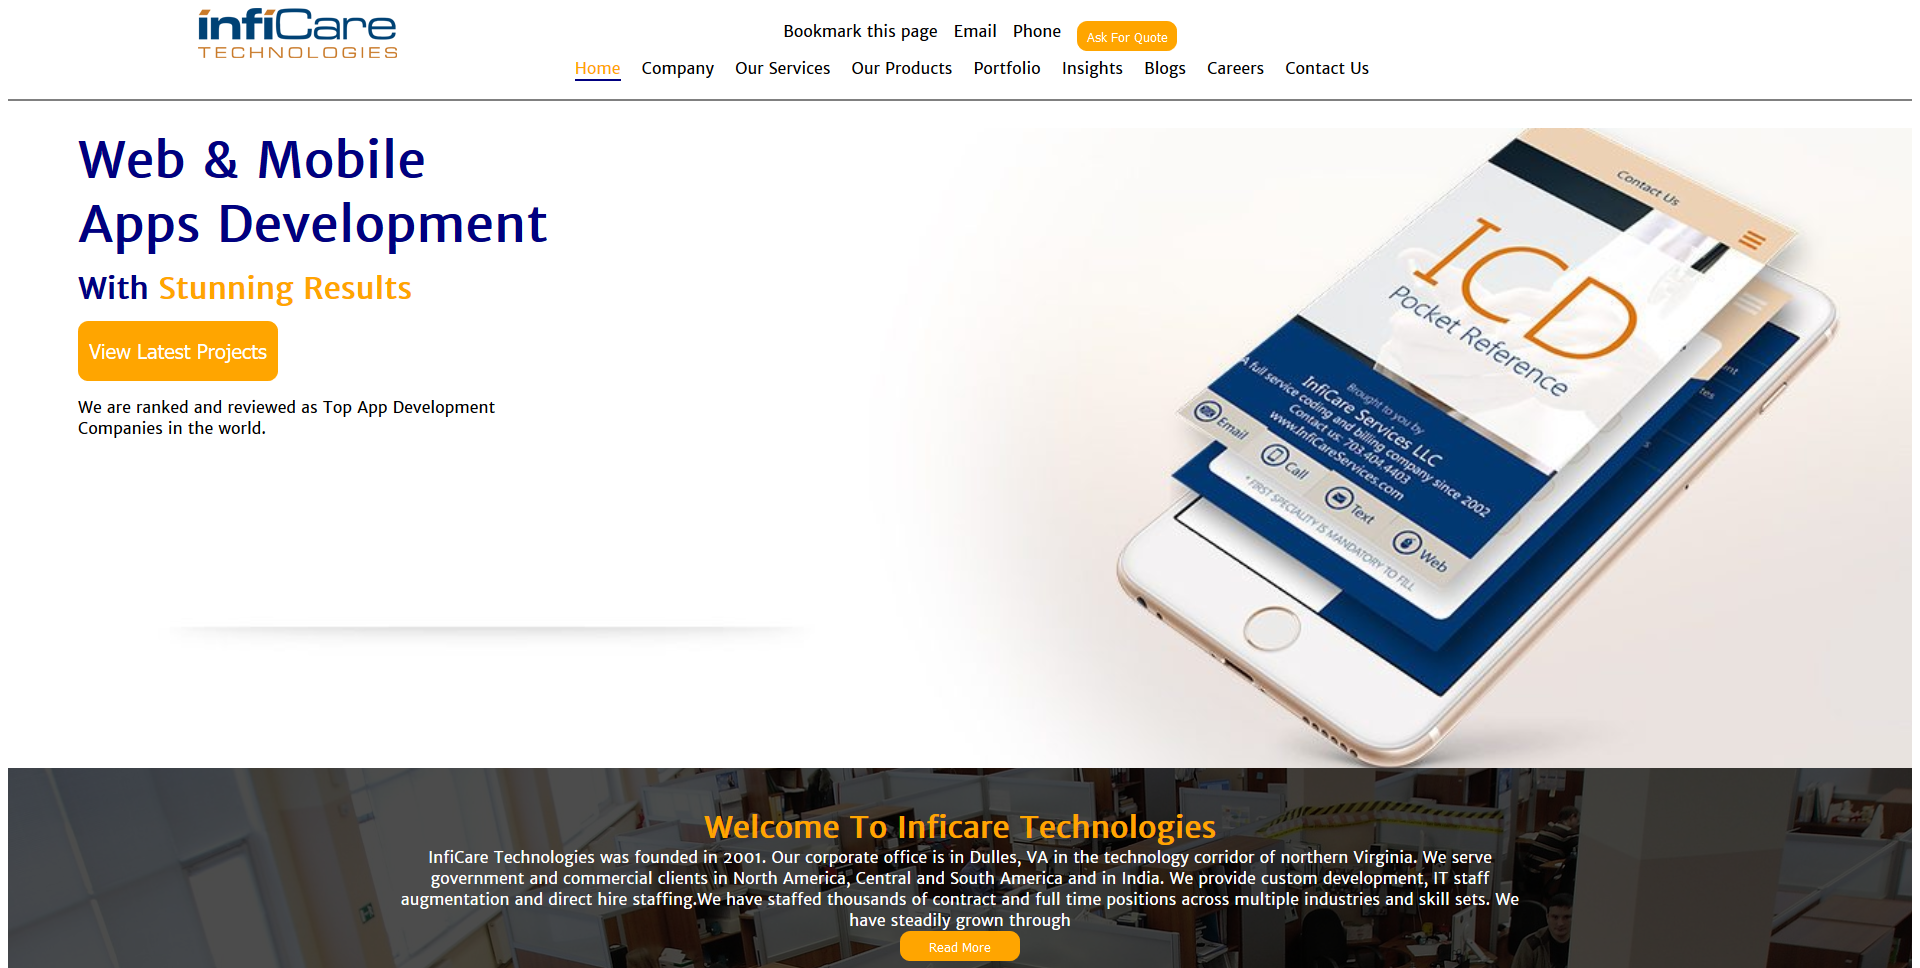 infiCare
TECHNOLOGIES
Bookmark this page Email Phone Ask For Quote
Home Company Our Services Our Products Portfolio Insights Blogs Careers Contact Us
Web & Mobile
Apps Development
With Stunning Results
View Latest Projects
We are ranked and reviewed as Top App Development
Companies in the world.
Contact Us
ICD
Pocket Reference
Brought to you by
InfiCare Services LLC
A full service coding and billing company since 2002
Contact us: 703.404.4403
www.InfiCareServices.com
Email Call Text Web
* FIRST SPECIALITY IS MANDATORY TO FILL
Welcome To Inficare Technologies
InfiCare Technologies was founded in 2001. Our corporate office is in Dulles, VA in the technology corridor of northern Virginia. We serve
government and commercial clients in North America, Central and South America and in India. We provide custom development, IT staff
augmentation and direct hire staffing.We have staffed thousands of contract and full time positions across multiple industries and skill sets. We
have steadily grown through
Read More